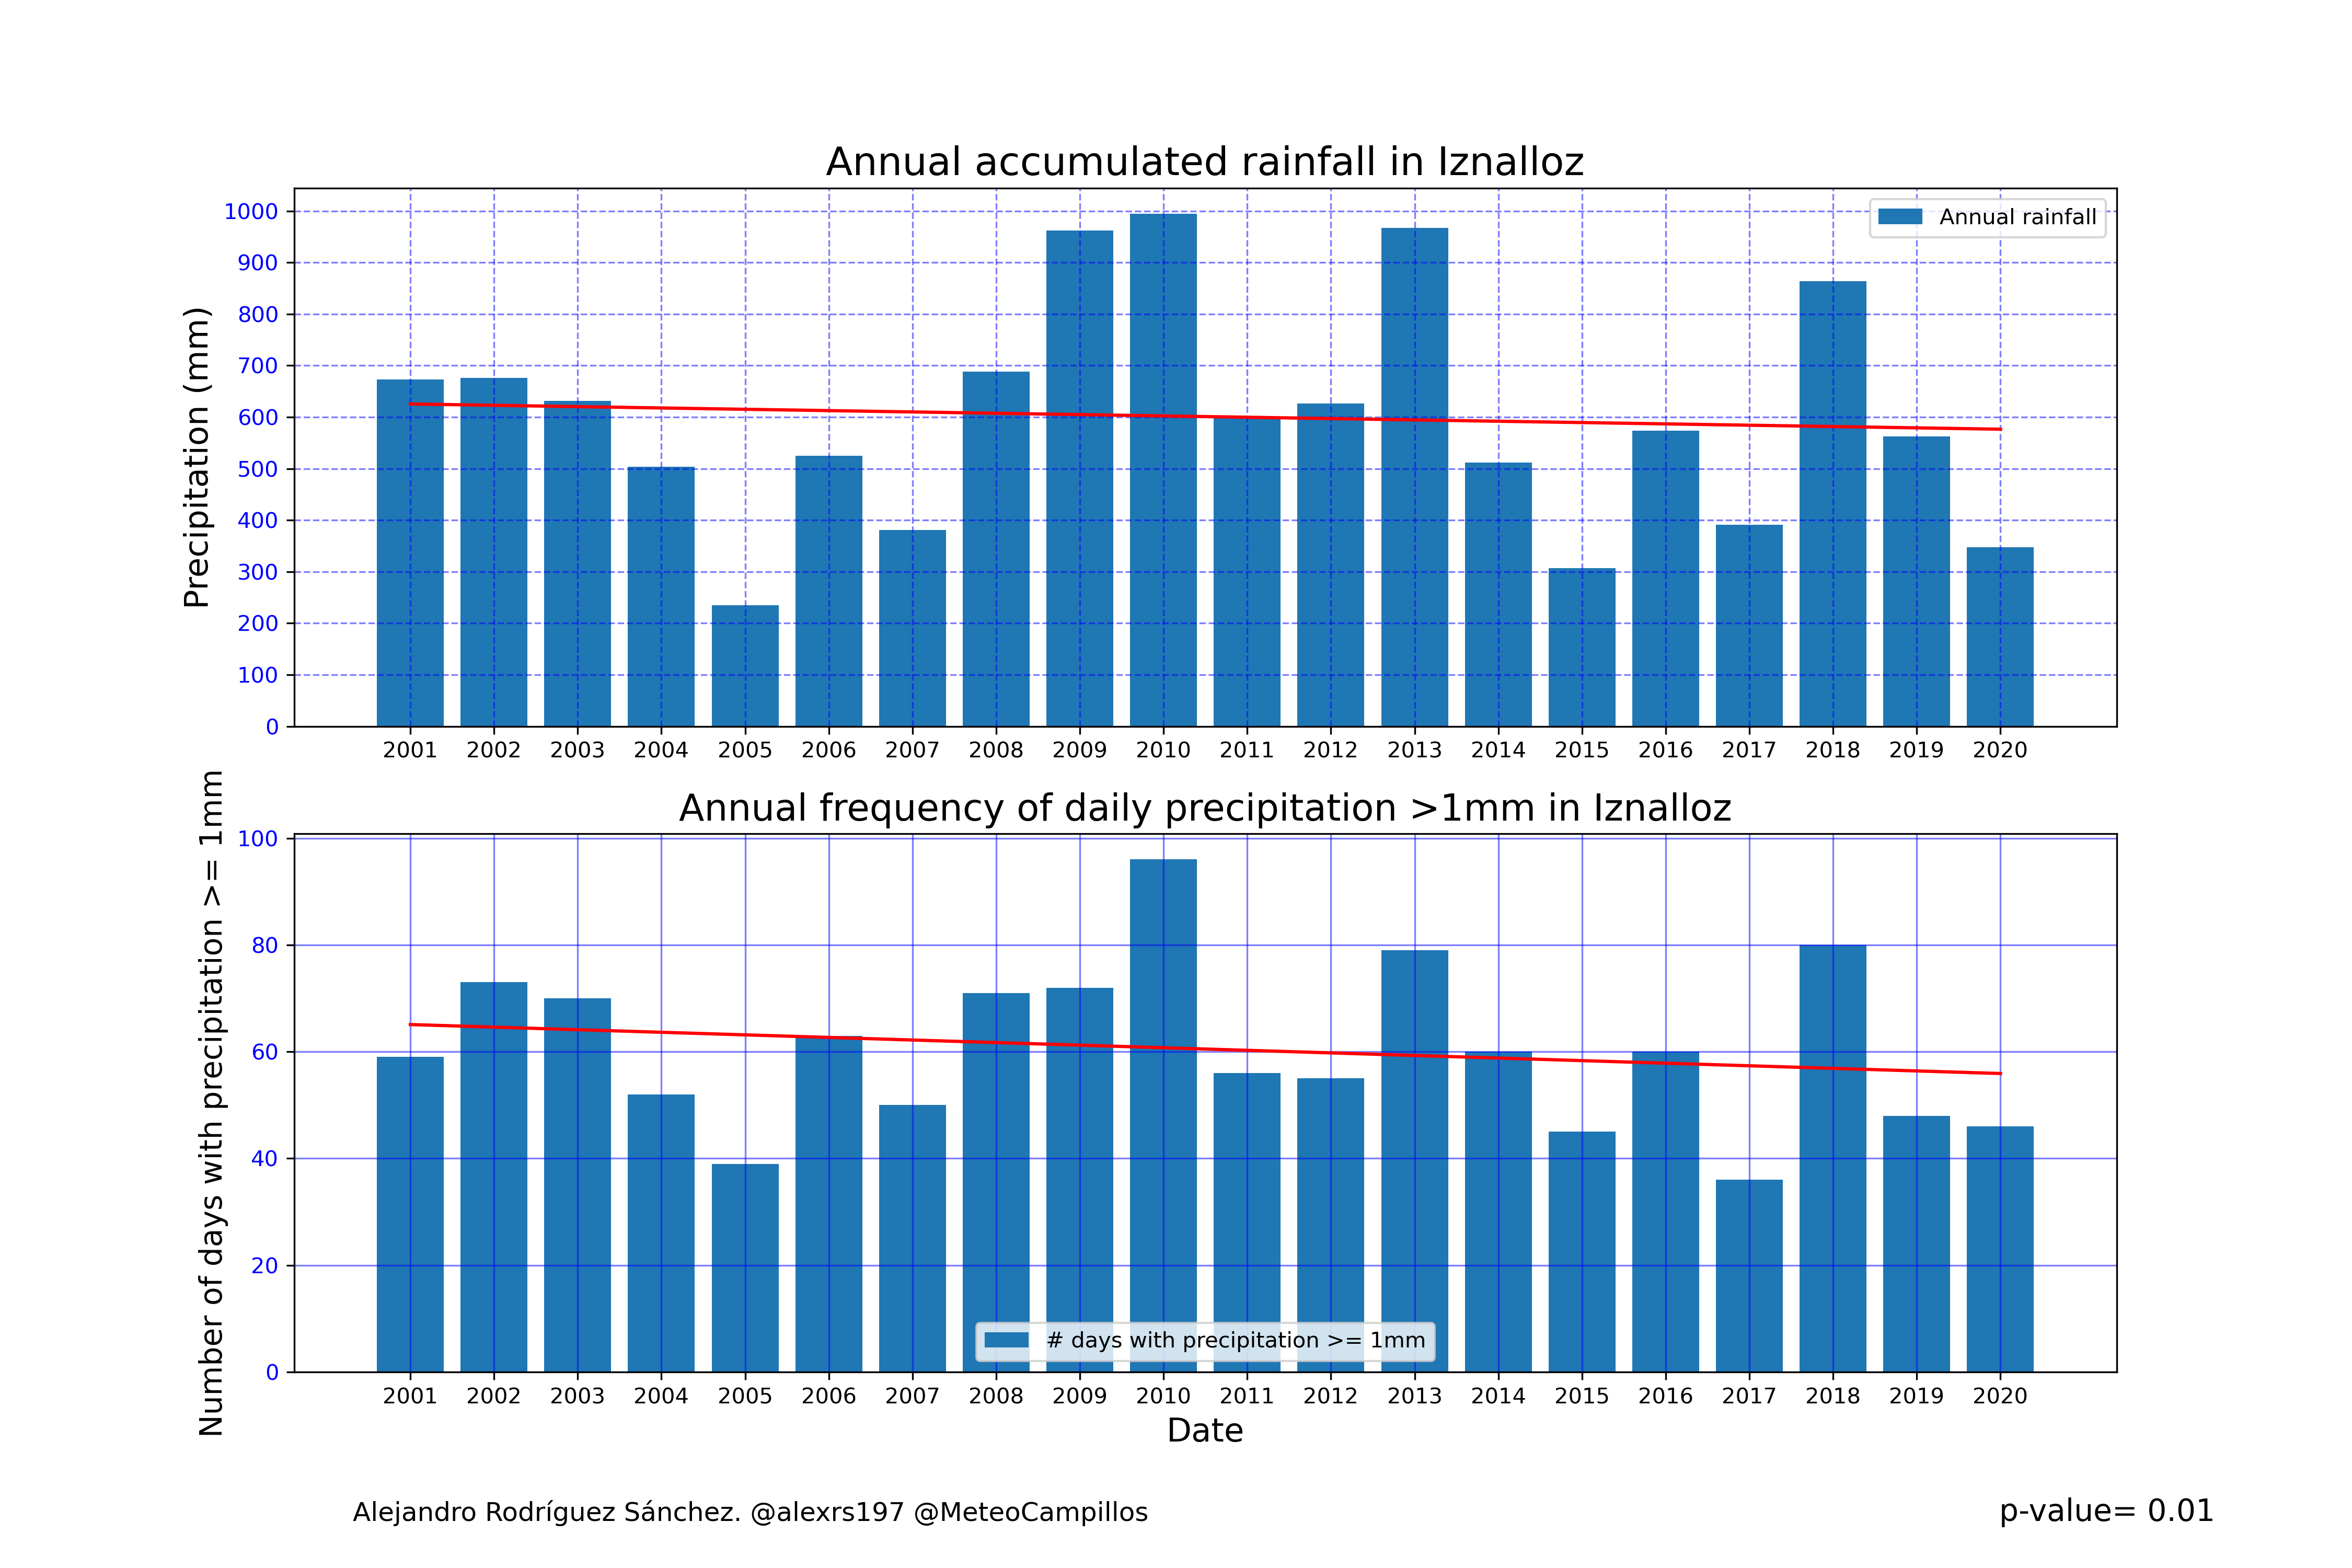 Annual accumulated rainfall in Iznalloz
Precipitation (mm)
1000
900
800
700
600
500
400
300
200
100
0
Annual rainfall
2001 2002 2003 2004 2005 2006 2007 2008 2009 2010 2011 2012 2013 2014 2015 2016 2017 2018 2019 2020
Annual frequency of daily precipitation >1mm in Iznalloz
Number of days with precipitation >= 1mm
100
80
60
40
20
0
# days with precipitation >= 1mm
2001 2002 2003 2004 2005 2006 2007 2008 2009 2010 2011 2012 2013 2014 2015 2016 2017 2018 2019 2020
Date
Alejandro Rodríguez Sánchez. @alexrs197 @MeteoCampillos
p-value= 0.01